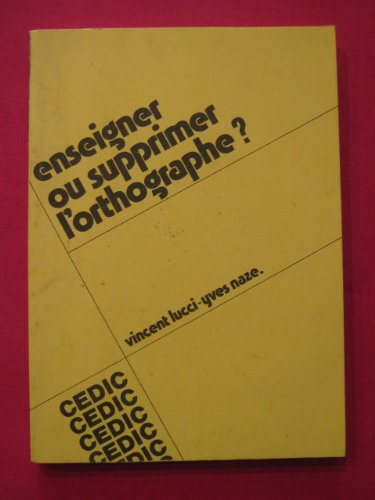 enseigner
ou supprimer
l'orthographe?
vincent lucci-yves naze.
CEDIC
CEDIC
CEDIC
CEDIC
CEDIC